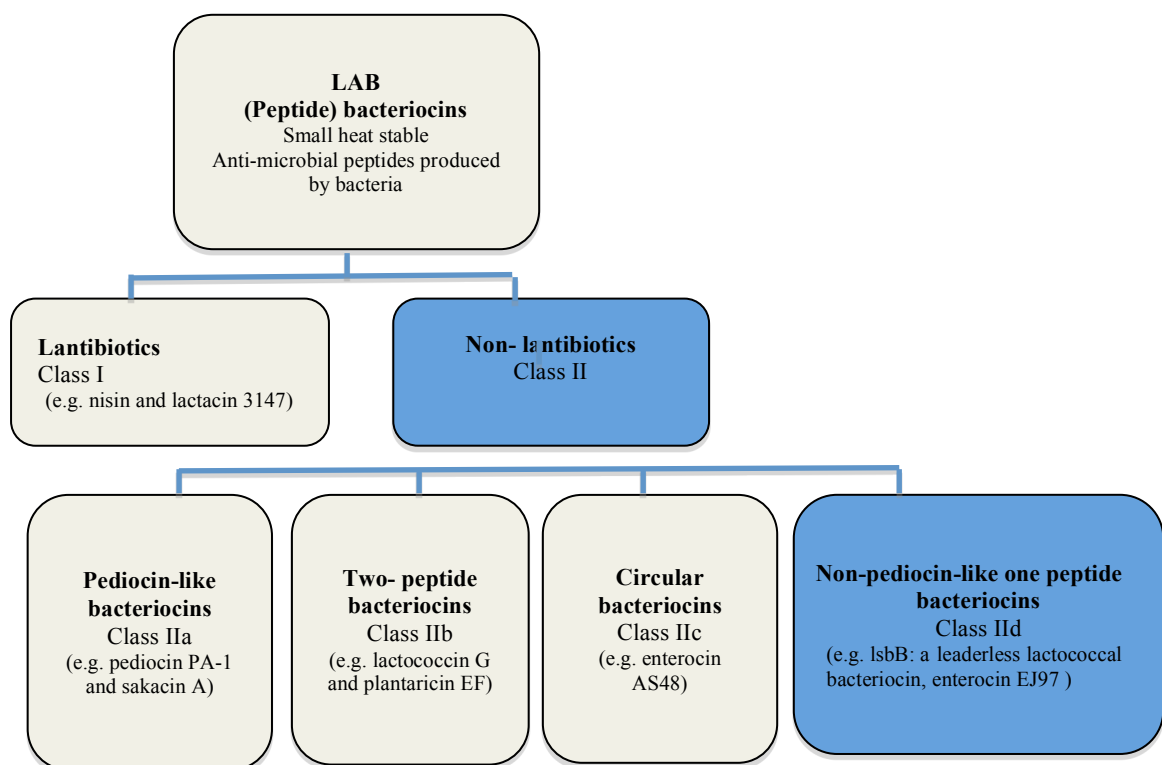 LAB
(Peptide) bacteriocins
Small heat stable
Anti-microbial peptides produced
by bacteria
Lantibiotics
Class I
(e.g. nisin and lactacin 3147)
Non- lantibiotics
Class II
Pediocin-like
bacteriocins
Class IIa
(e.g. pediocin PA-1
and sakacin A)
Two- peptide
bacteriocins
Class IIb
(e.g. lactococcin G
and plantaricin EF)
Circular
bacteriocins
Class IIc
(e.g. enterocin
AS48)
Non-pediocin-like one peptide
bacteriocins
Class IId
(e.g. lsbB: a leaderless lactococcal
bacteriocin, enterocin EJ97 )